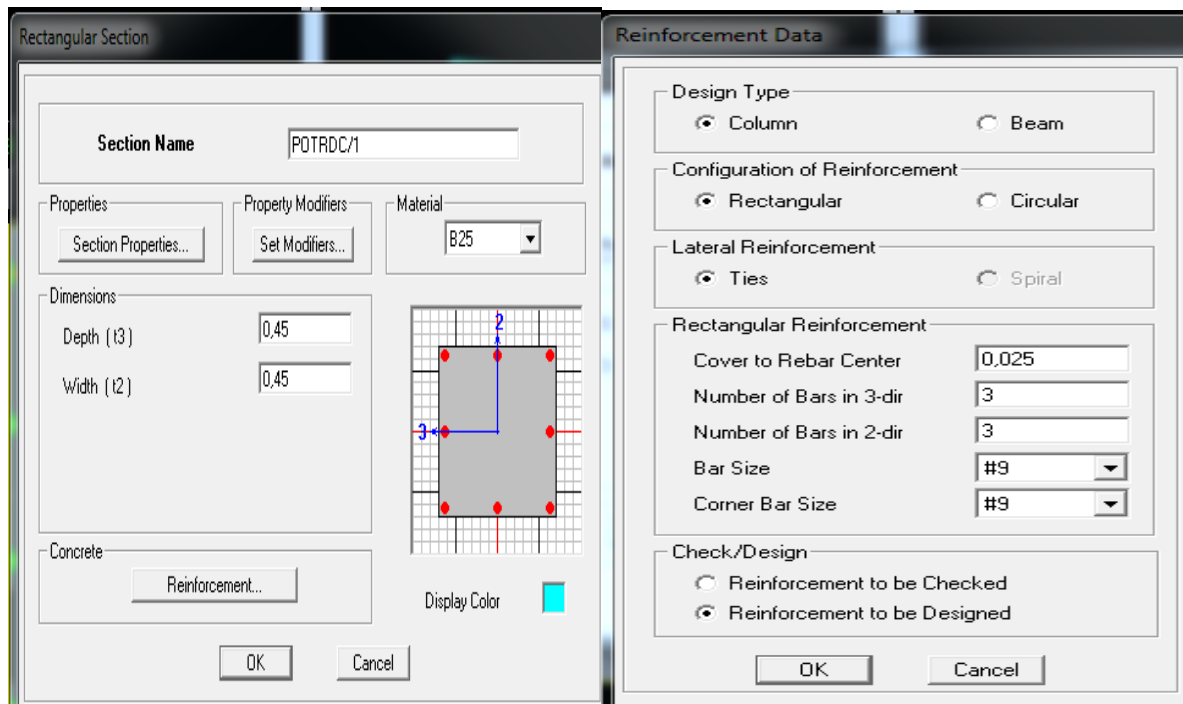 Rectangular Section
Section Name
POTRDC/1
Properties
Section Properties...
Property Modifiers
Set Modifiers...
Material
B25
Dimensions
Depth ( t3 )
0,45
Width ( t2 )
0,45
2
3
Concrete
Reinforcement...
Display Color
OK
Cancel
Reinforcement Data
Design Type
Column
Beam
Configuration of Reinforcement
Rectangular
Circular
Lateral Reinforcement
Ties
Spiral
Rectangular Reinforcement
Cover to Rebar Center
0,025
Number of Bars in 3-dir
3
Number of Bars in 2-dir
3
Bar Size
#9
Corner Bar Size
#9
Check/Design
Reinforcement to be Checked
Reinforcement to be Designed
OK
Cancel